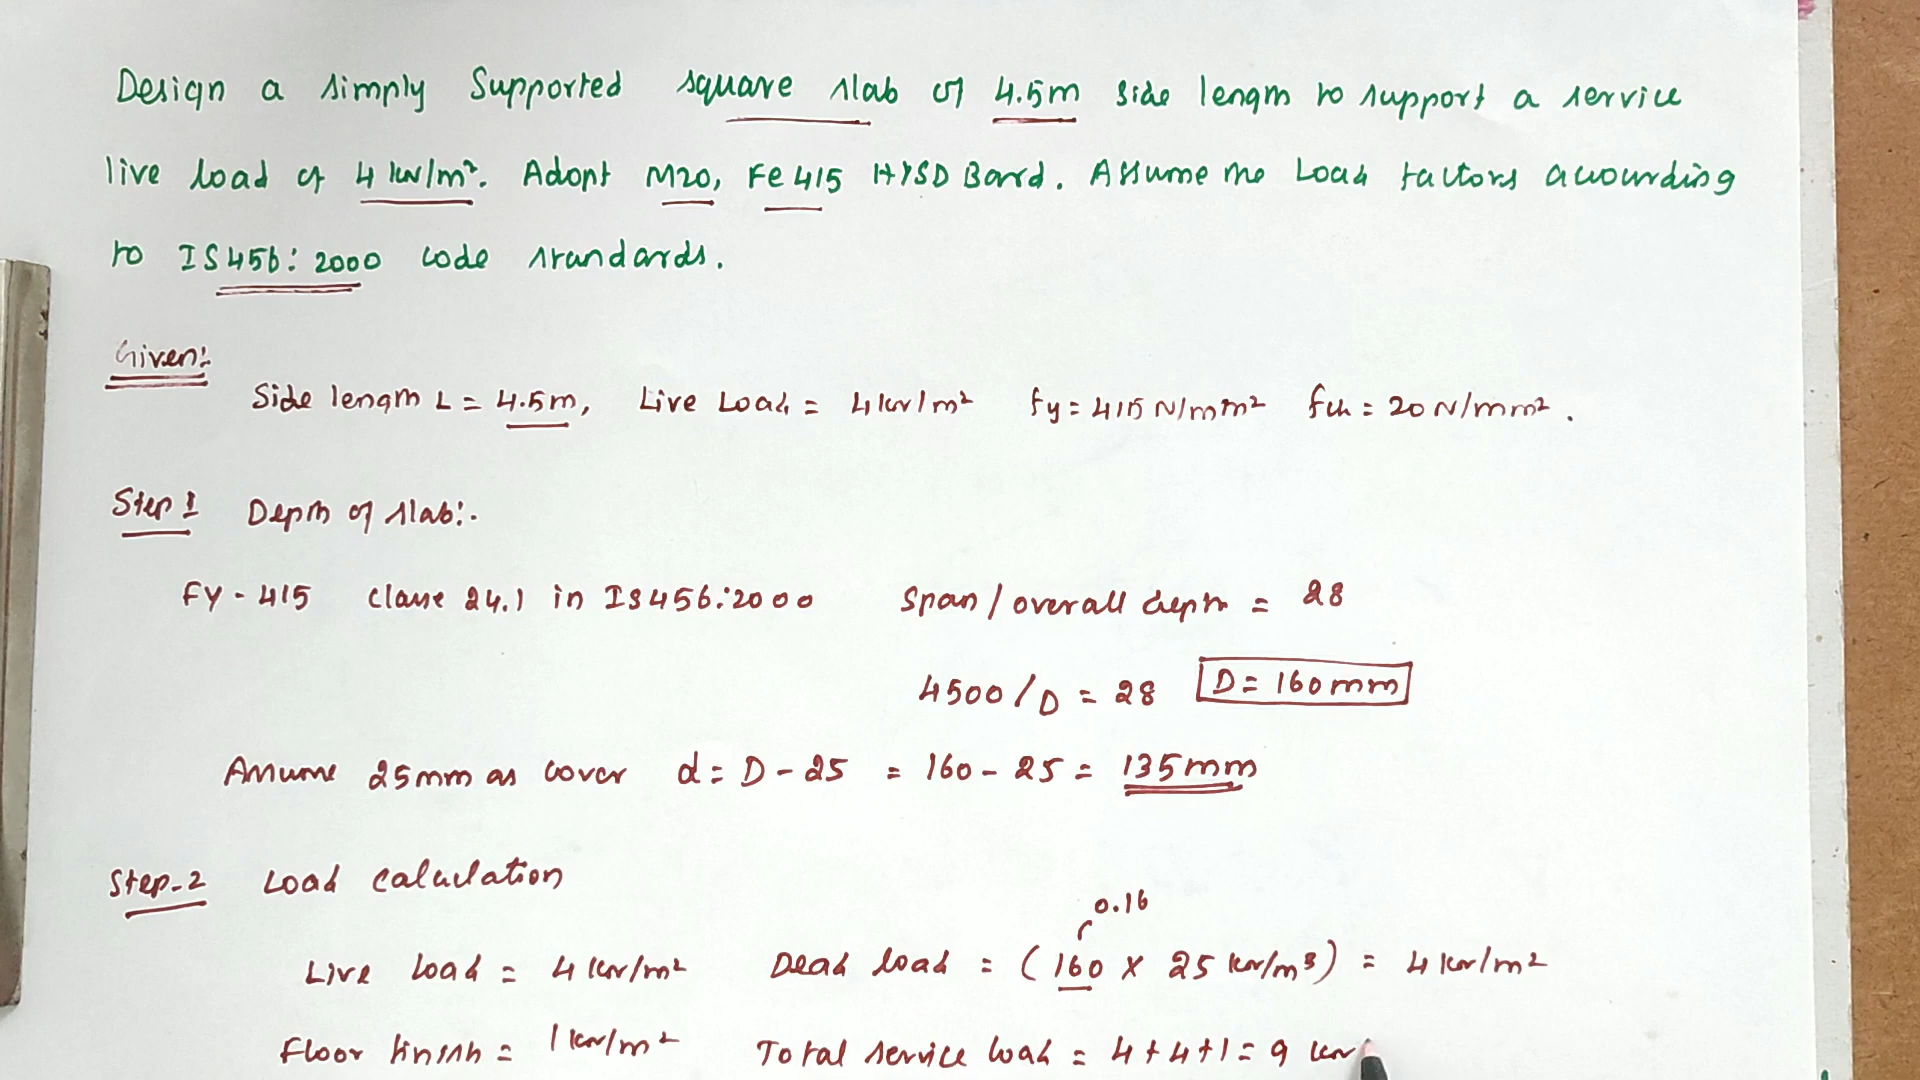 Design a simply Supported square slab of 4.5m side length to support a service
live load of 4 kN/m². Adopt M20, Fe 415 HYSD Bard. Assume the Load factors accourding
to IS456: 2000 code standards.
Given:
Side length L = 4.5m, Live Load = 4 kN/m² fy = 415 N/mm² fck = 20 N/mm².
Step 1 Depth of slab:-
FY - 415 Clause 24.1 in IS456:2000 Span / overall depth = 28
4500/D = 28 D = 160mm
Assume 25mm as cover d = D - 25 = 160 - 25 = 135mm
Step-2 Load calculation
0.16
Live load = 4 kN/m² Dead load = (160 x 25 kN/m³) = 4 kN/m²
Floor finish = 1 kN/m² Total service load = 4+4+1 = 9 kN